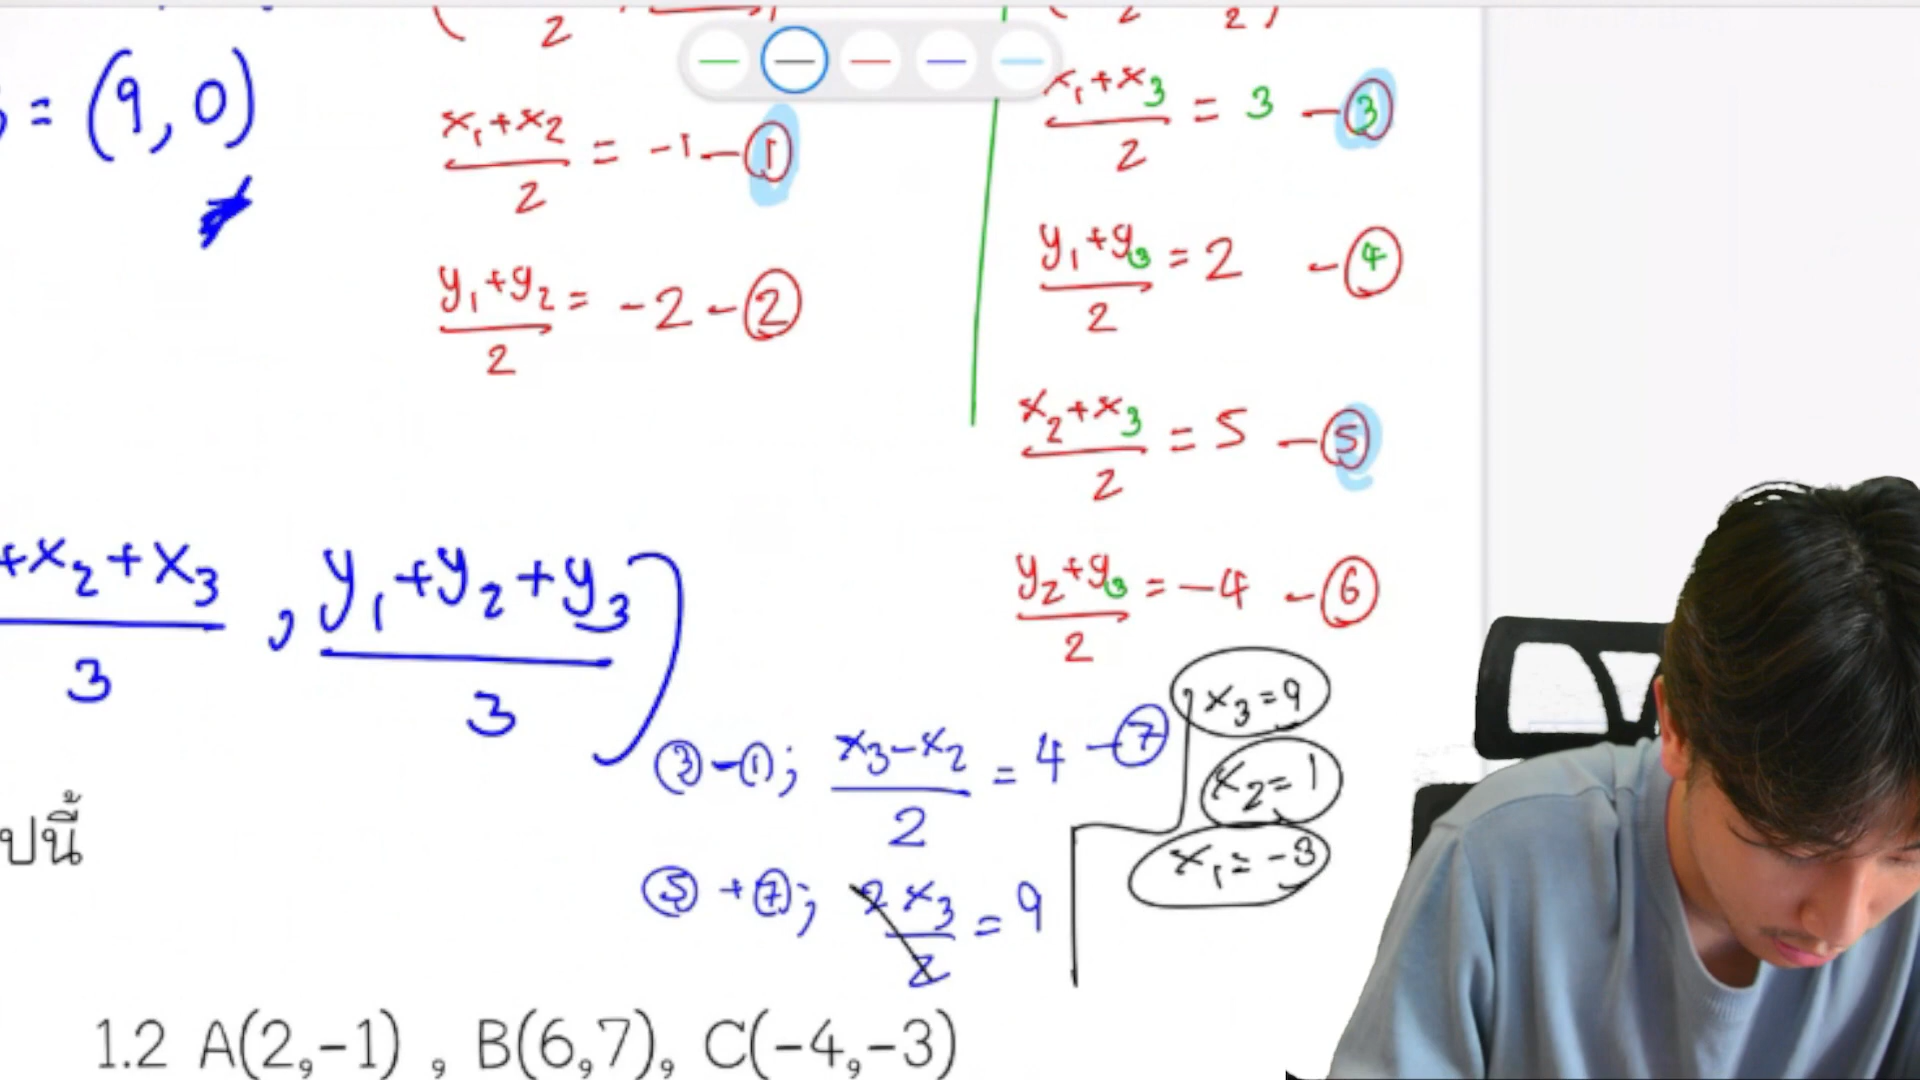 = (9, 0)
2
2 2 )
x₁+x₂/2 = -1 — ①
y₁+y₂/2 = -2 - ②
x₁+x₃/2 = 3 — ③
y₁+y₃/2 = 2 - ④
x₂+x₃/2 = 5 — ⑤
y₂+y₃/2 = -4 - ⑥
+x₂+x₃/3 , y₁+y₂+y₃/3 )
③-①; x₃-x₂/2 = 4 — ⑦
⑤+⑦; 2x₃/2 = 9
x₃=9
x₂=1
x₁=-3
ปนี้
1.2 A(2,-1) , B(6,7), C(-4,-3)